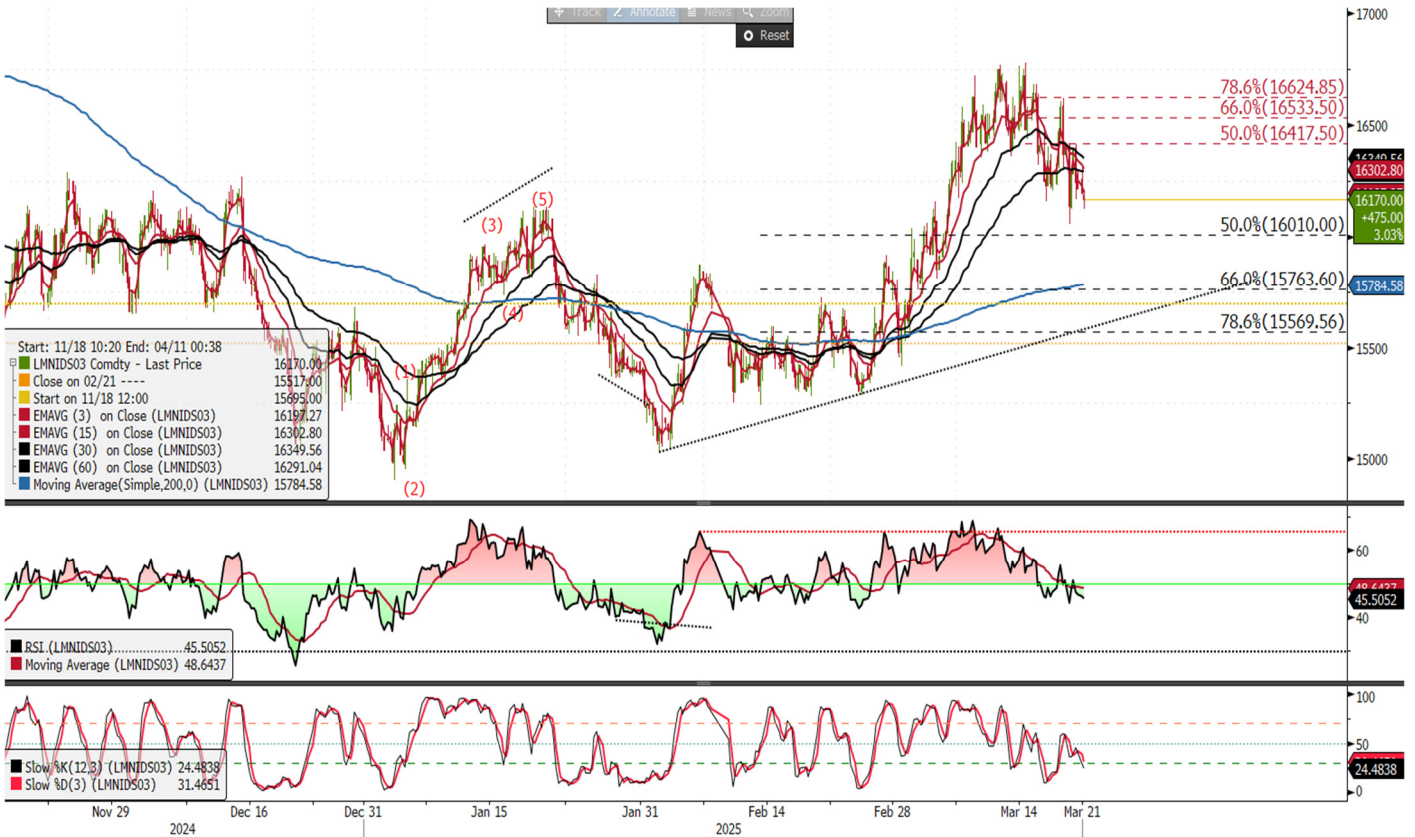 Track Annotate News Zoom
Reset
17000
78.6%(16624.85)
66.0%(16533.50)
16500
50.0%(16417.50)
16349.56
16302.80
16170.00
+475.00
3.03%
50.0%(16010.00)
66.0%(15763.60)
15784.58
78.6%(15569.56)
15500
15000
(1)
(2)
(3)
(4)
(5)
Start: 11/18 10:20 End: 04/11 00:38
LMNIDS03 Comdty - Last Price 16170.00
Close on 02/21 ---- 15517.00
Start on 11/18 12:00 15695.00
EMAVG (3) on Close (LMNIDS03) 16197.27
EMAVG (15) on Close (LMNIDS03) 16302.80
EMAVG (30) on Close (LMNIDS03) 16349.56
EMAVG (60) on Close (LMNIDS03) 16291.04
Moving Average(Simple,200,0) (LMNIDS03) 15784.58
60
48.6437
45.5052
40
RSI (LMNIDS03) 45.5052
Moving Average (LMNIDS03) 48.6437
100
50
24.4838
0
Slow %K(12,3) (LMNIDS03) 24.4838
Slow %D(3) (LMNIDS03) 31.4651
Nov 29 Dec 16 Dec 31 Jan 15 Jan 31 Feb 14 Feb 28 Mar 14 Mar 21
2024 2025